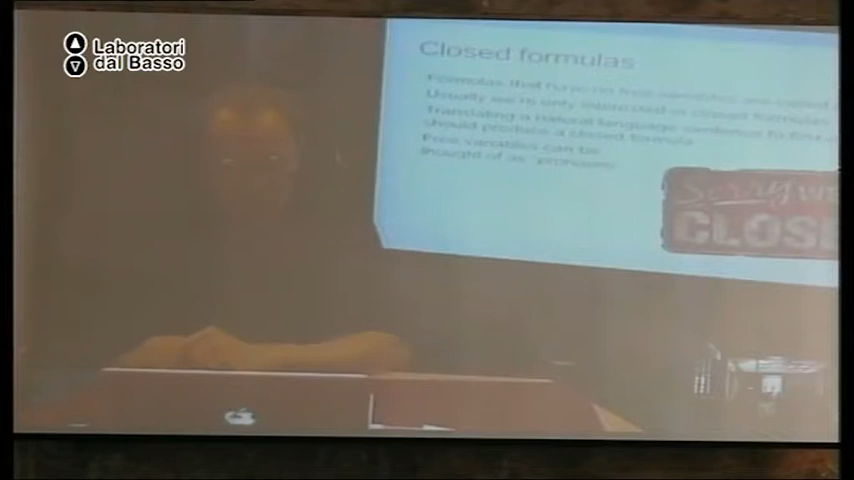 Laboratori
dal Basso
Closed formulas
Formulas that have no free variables are called
Usually we're only interested in closed formulas
Translating a natural language sentence to
should produce a closed formula
Free variables can be
thought of as 'pronouns'
Sorry we
CLOS